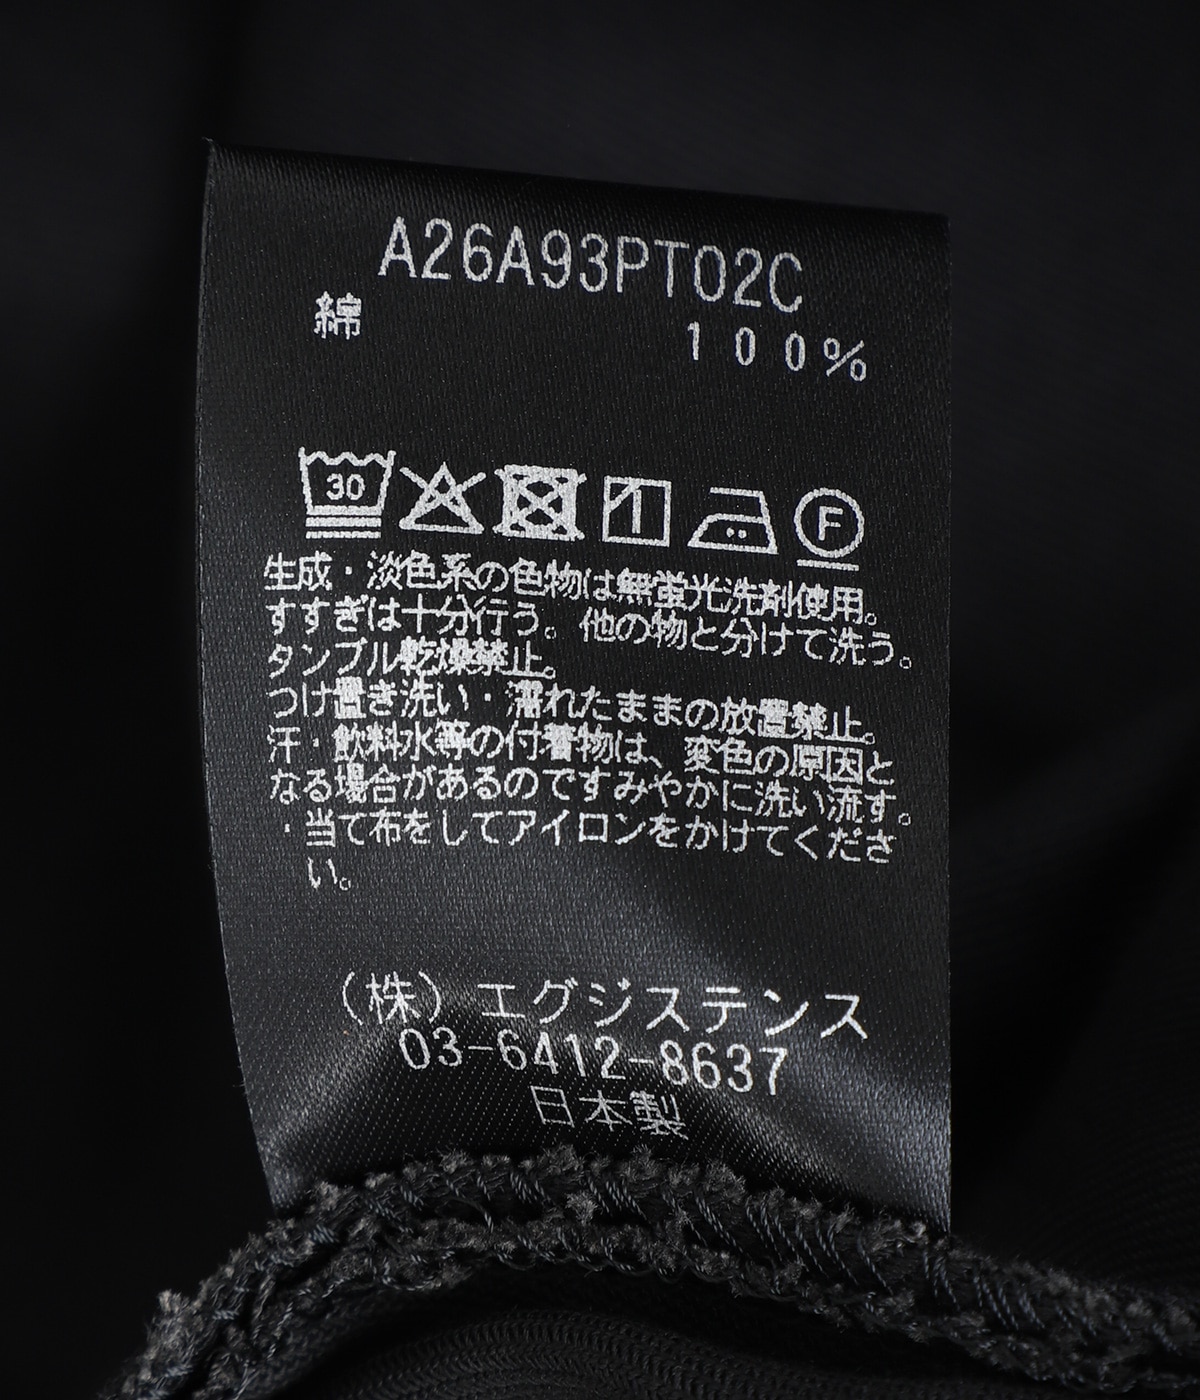 A26A93PT02C
綿 100%
30 F
生成・淡色系の色物は無蛍光洗剤使用。
すすぎは十分行う。他の物と分けて洗う。
タンブル乾燥禁止。
つけ置き洗い・濡れたままの放置禁止。
汗・飲料水等の付着物は、変色の原因と
なる場合があるのですみやかに洗い流す。
・当て布をしてアイロンをかけてくださ
い。
(株)エグジステンス
03-6412-8637
日本製